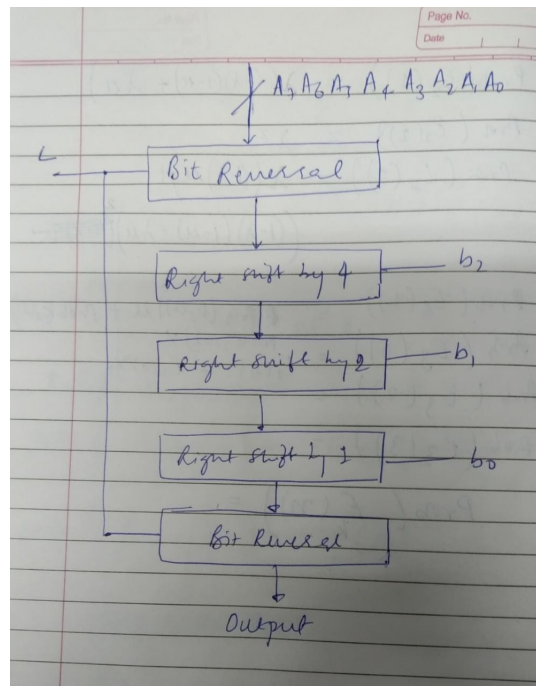 Page No.
Date
A7 A6 A5 A4 A3 A2 A1 A0
L
Bit Reversal
Right shift by 4
b2
Right shift by 2
b1
Right shift by 1
b0
Bit Reversal
Output